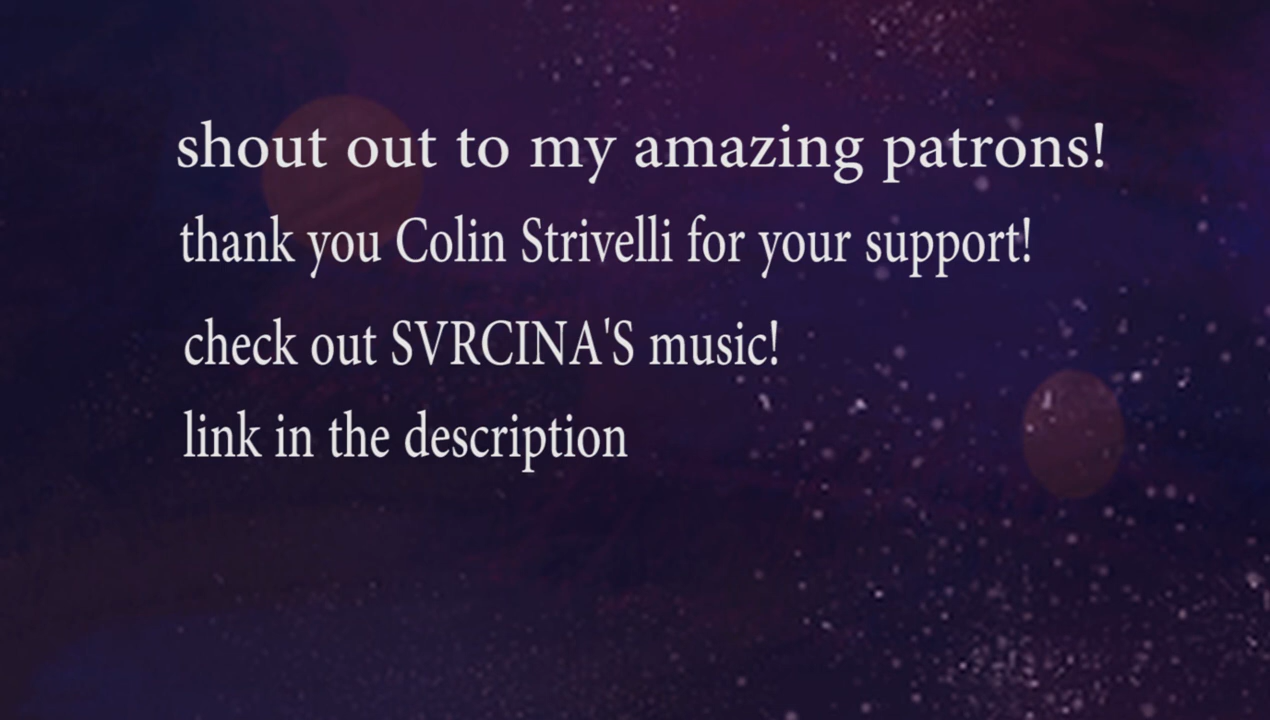 shout out to my amazing patrons!
thank you Colin Strivelli for your support!
check out SVRCINA'S music!
link in the description